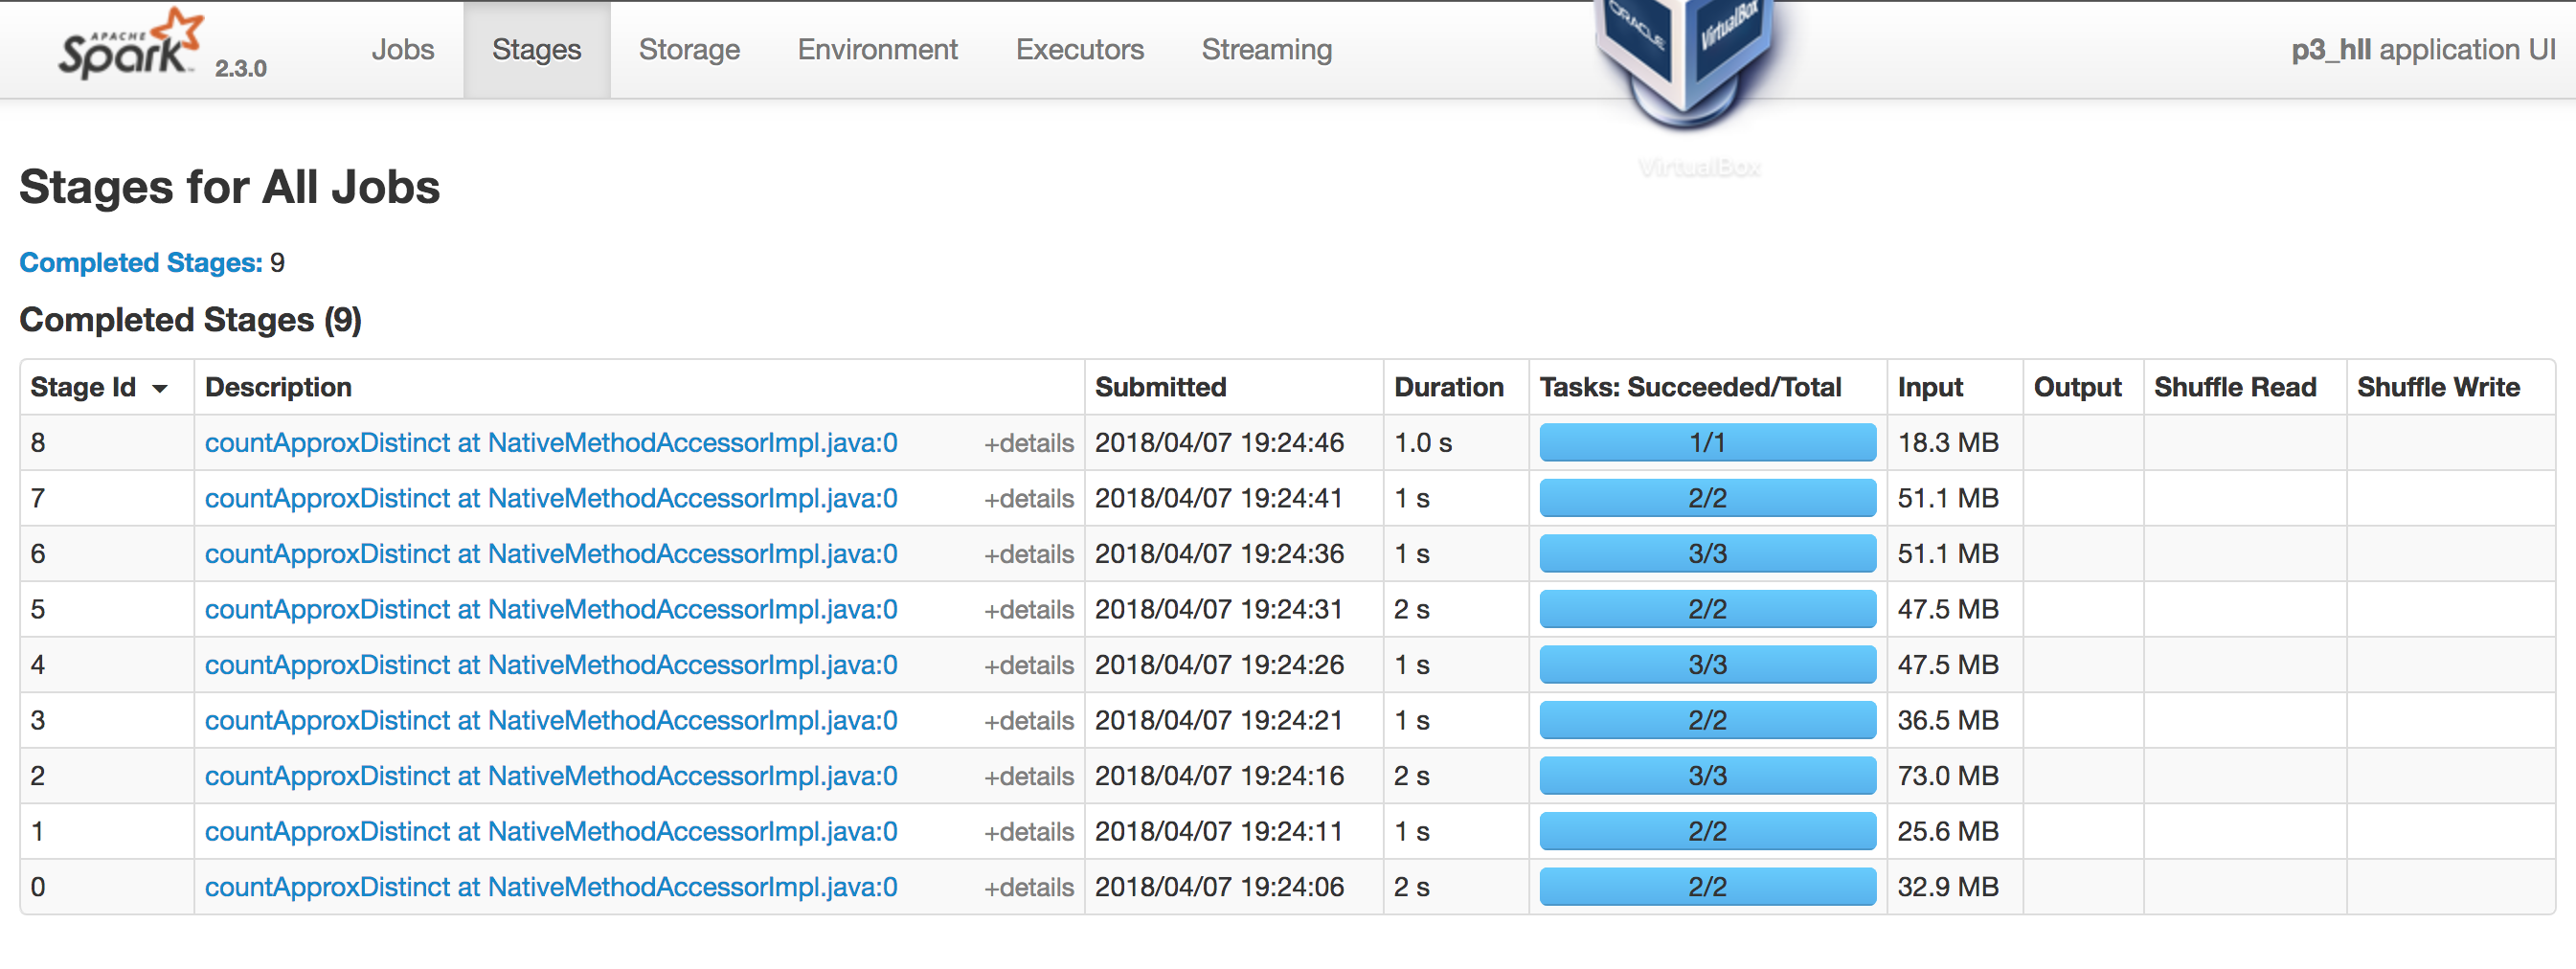 APACHE
Spark 2.3.0 Jobs Stages Storage Environment Executors Streaming ORACLE VirtualBox p3_hll application UI
VirtualBox
Stages for All Jobs
Completed Stages: 9
Completed Stages (9)
Stage Id Description Submitted Duration Tasks: Succeeded/Total Input Output Shuffle Read Shuffle Write
8 countApproxDistinct at NativeMethodAccessorImpl.java:0 +details 2018/04/07 19:24:46 1.0 s 1/1 18.3 MB
7 countApproxDistinct at NativeMethodAccessorImpl.java:0 +details 2018/04/07 19:24:41 1 s 2/2 51.1 MB
6 countApproxDistinct at NativeMethodAccessorImpl.java:0 +details 2018/04/07 19:24:36 1 s 3/3 51.1 MB
5 countApproxDistinct at NativeMethodAccessorImpl.java:0 +details 2018/04/07 19:24:31 2 s 2/2 47.5 MB
4 countApproxDistinct at NativeMethodAccessorImpl.java:0 +details 2018/04/07 19:24:26 1 s 3/3 47.5 MB
3 countApproxDistinct at NativeMethodAccessorImpl.java:0 +details 2018/04/07 19:24:21 1 s 2/2 36.5 MB
2 countApproxDistinct at NativeMethodAccessorImpl.java:0 +details 2018/04/07 19:24:16 2 s 3/3 73.0 MB
1 countApproxDistinct at NativeMethodAccessorImpl.java:0 +details 2018/04/07 19:24:11 1 s 2/2 25.6 MB
0 countApproxDistinct at NativeMethodAccessorImpl.java:0 +details 2018/04/07 19:24:06 2 s 2/2 32.9 MB